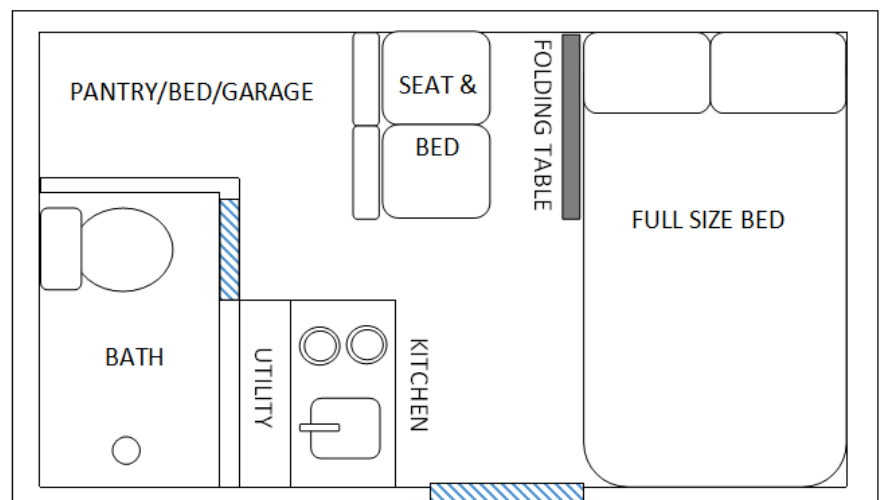 PANTRY/BED/GARAGE
SEAT &
BED
FOLDING TABLE
FULL SIZE BED
BATH
UTILITY
KITCHEN